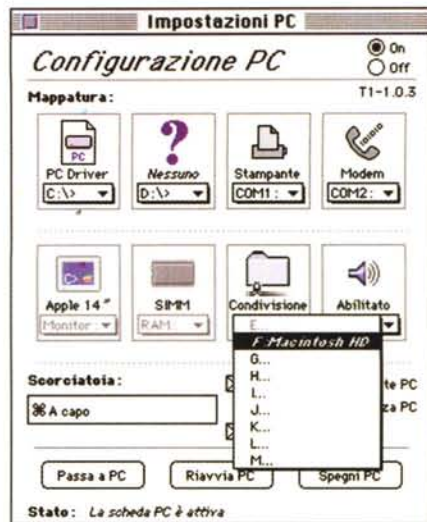 Impostazioni PC
Configurazione PC
On
Off
Mappatura:
T1-1.0.3
PC
PC Driver
Nessuno
Stampante
Modem
C:\>
D:\>
COM1:
COM2:
Apple 14"
SIMM
Condivisione
Abilitato
Monitor
RAM:
E...
F:Macintosh HD
G...
H...
I...
J...
K...
L...
M...
Scorciatoia:
te PC
⌘ A capo
za PC
Passa a PC
Riavvia PC
Spegni PC
Stato: La scheda PC è attiva